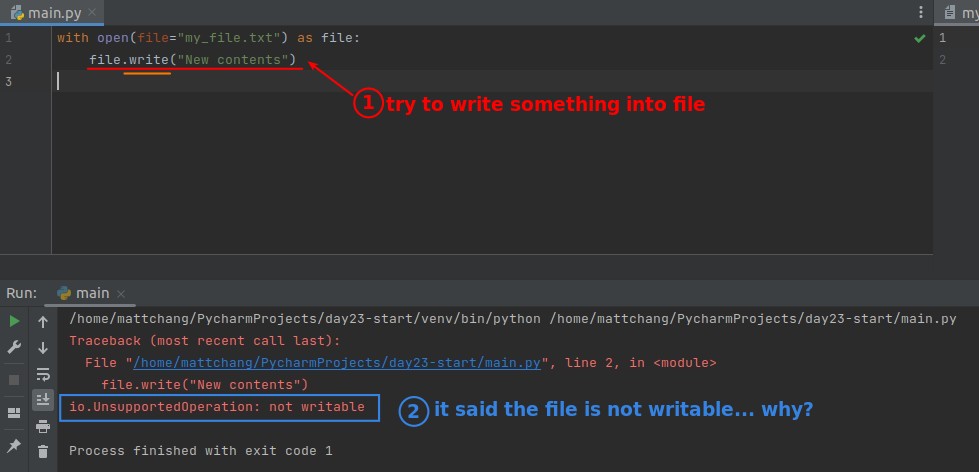 main.py
my
1 with open(file="my_file.txt") as file:
1
2 file.write("New contents")
2
3
1 try to write something into file
Run: main
/home/mattchang/PycharmProjects/day23-start/venv/bin/python /home/mattchang/PycharmProjects/day23-start/main.py
Traceback (most recent call last):
File "/home/mattchang/PycharmProjects/day23-start/main.py", line 2, in <module>
file.write("New contents")
io.UnsupportedOperation: not writable
2 it said the file is not writable... why?
Process finished with exit code 1